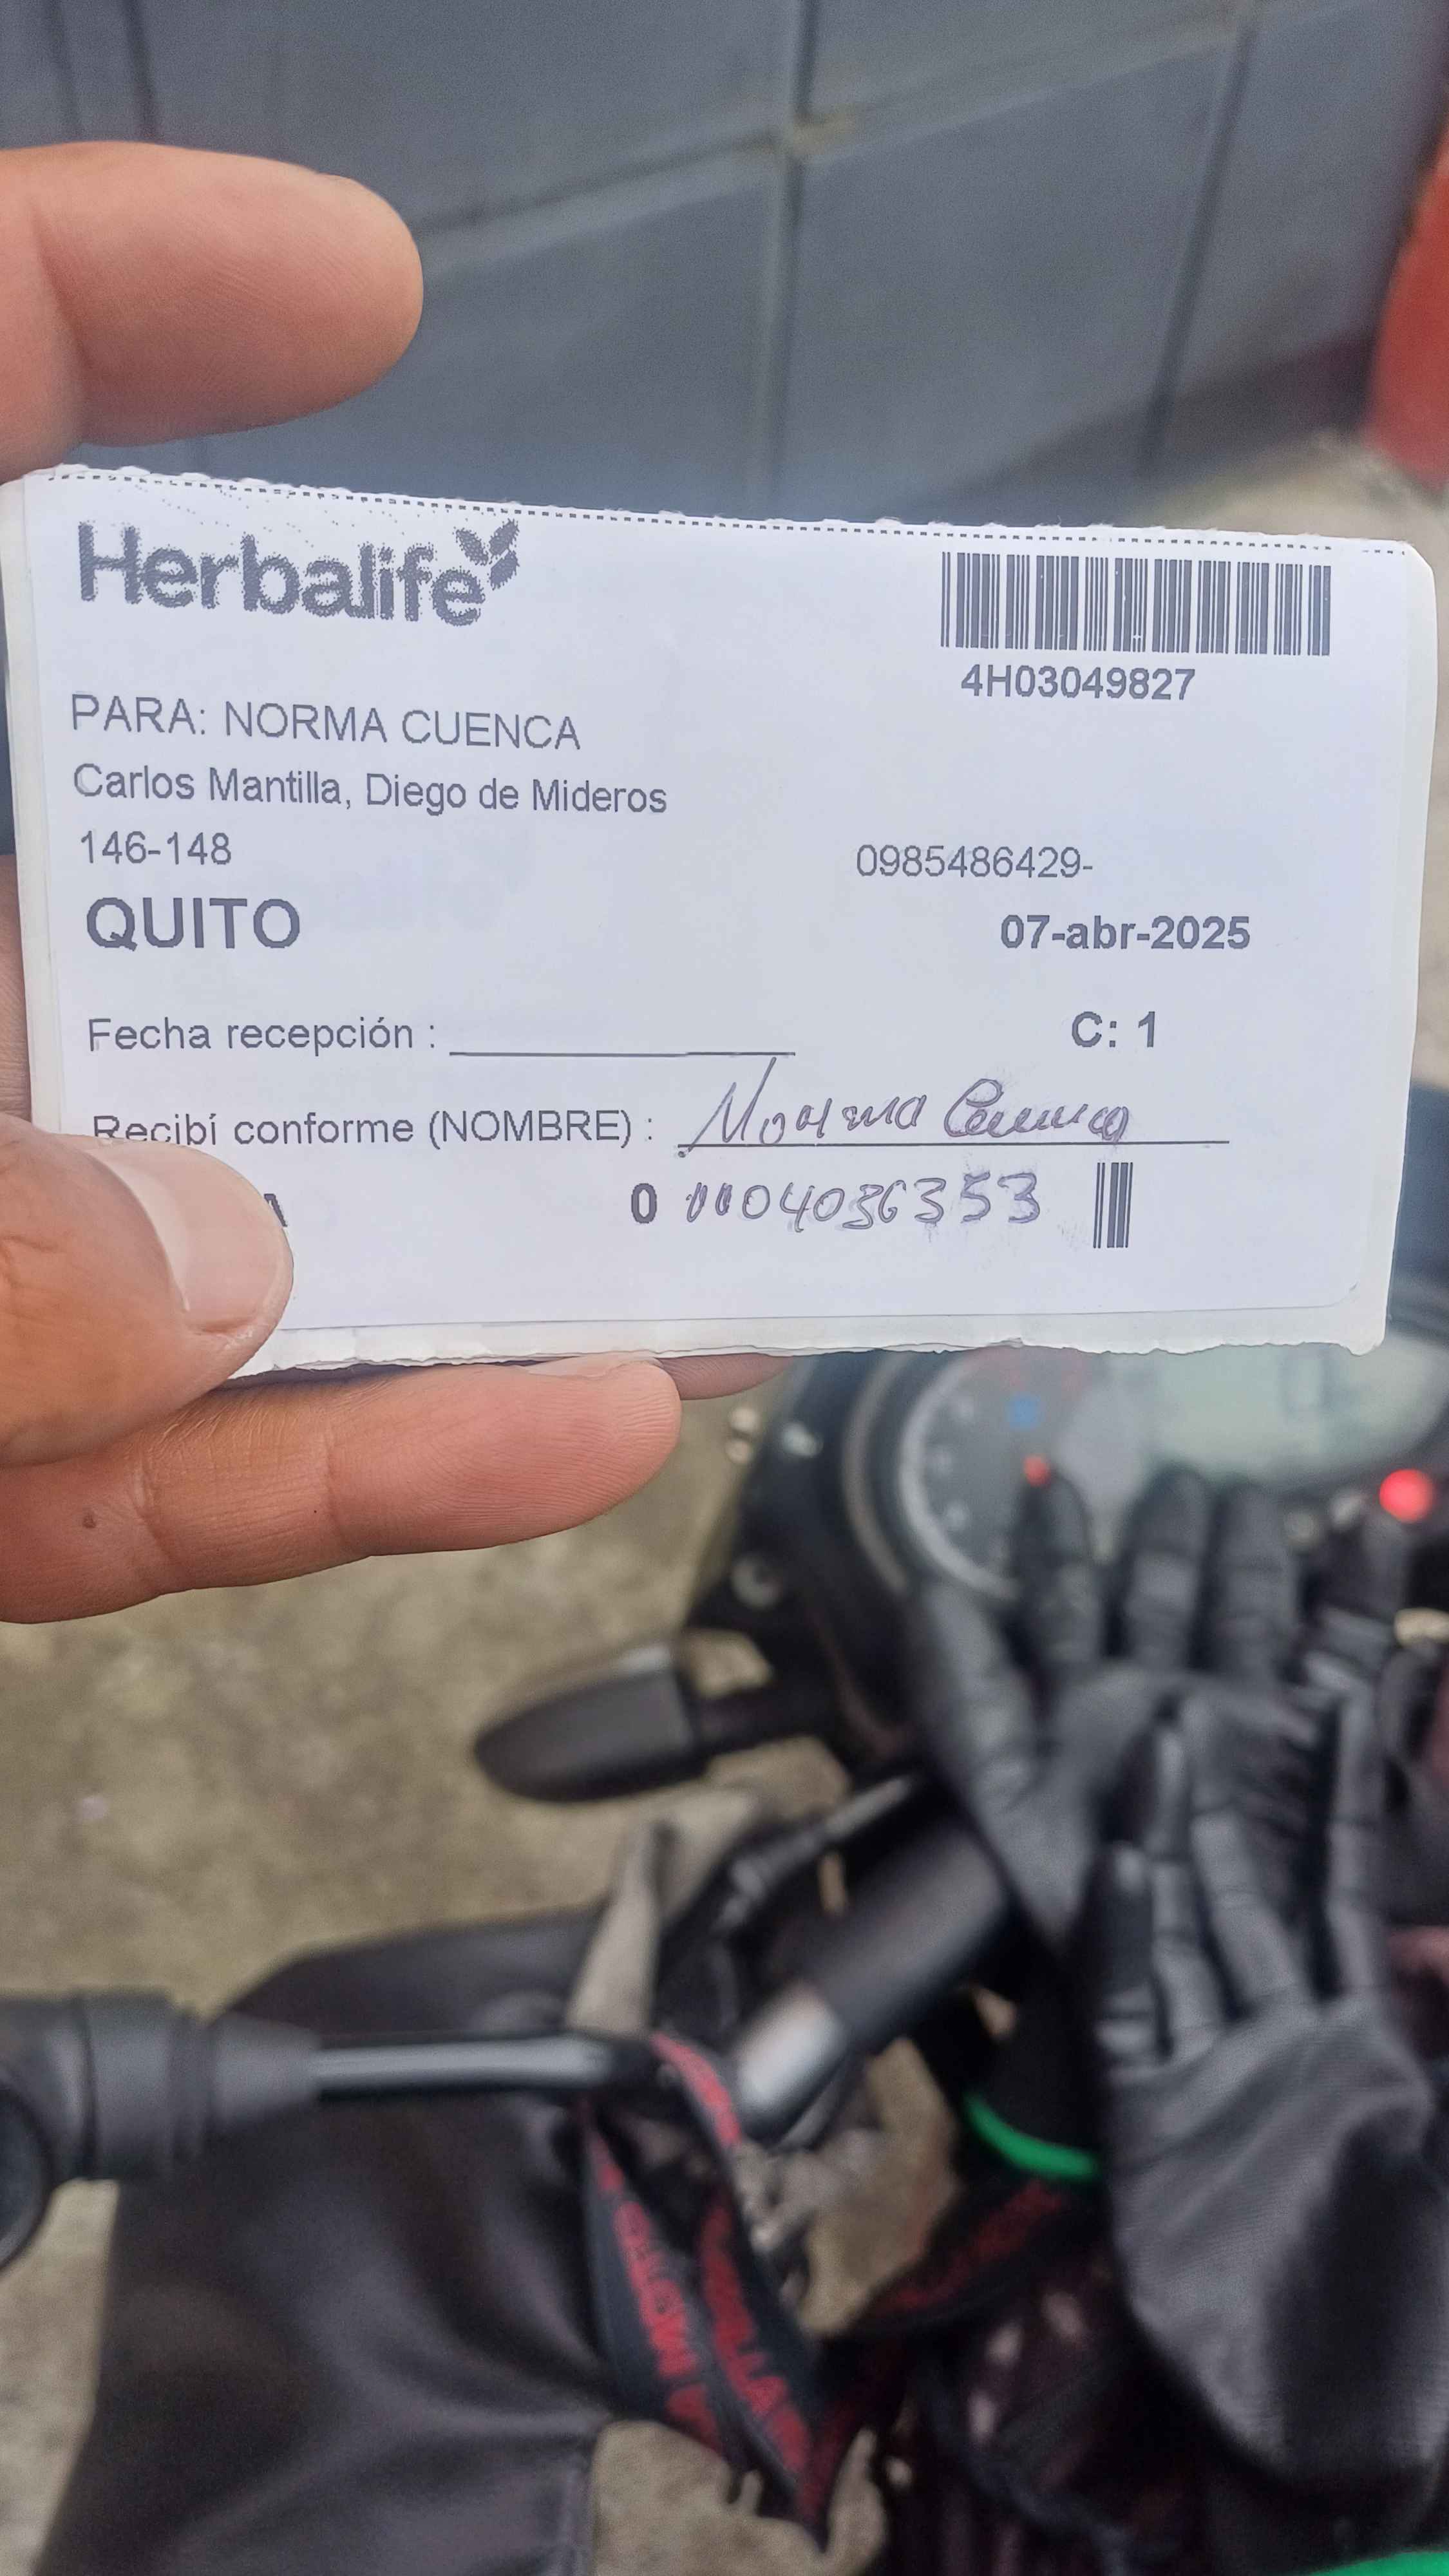 Herbalife
4H03049827
PARA: NORMA CUENCA
Carlos Mantilla, Diego de Mideros
146-148
0985486429-
QUITO
07-abr-2025
Fecha recepción :
C: 1
Recibí conforme (NOMBRE) : Norma Cuenca
0 0004036353